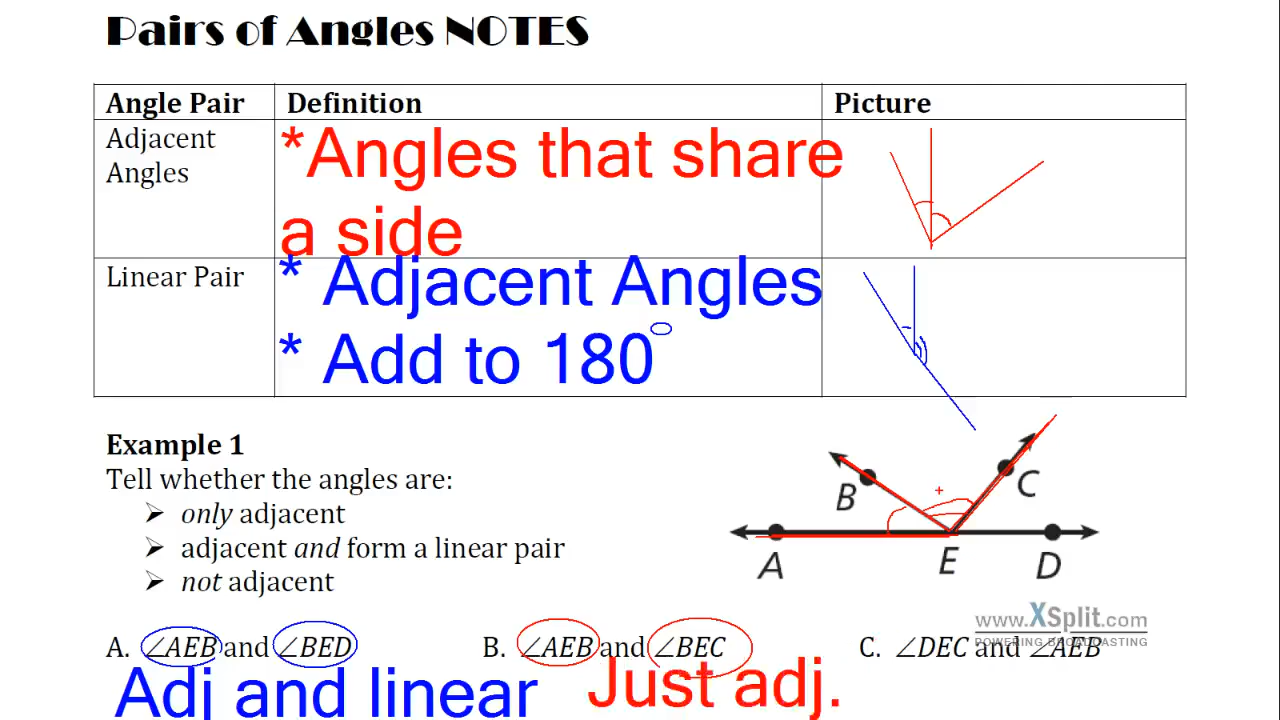 Pairs of Angles NOTES
Angle Pair Definition Picture
Adjacent Angles
*Angles that share a side
Linear Pair
* Adjacent Angles
* Add to 180°
Example 1
Tell whether the angles are:
➢ only adjacent
➢ adjacent and form a linear pair
➢ not adjacent
B
C
A
E
D
www.XSplit.com
POWERING BROADCASTING
A. ∠AEB and ∠BED B. ∠AEB and ∠BEC C. ∠DEC and ∠AEB
Adj and linear Just adj.